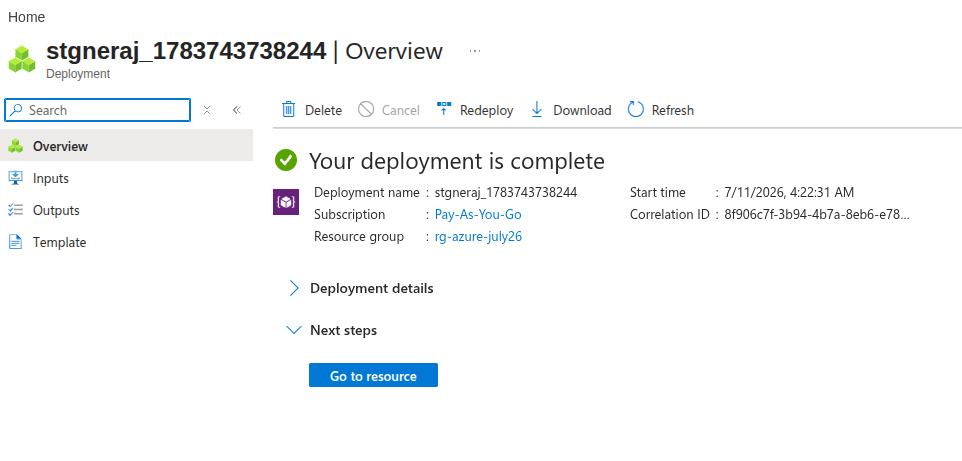 Home
stgneraj_1783743738244 | Overview ...
Deployment
Search
Delete Cancel Redeploy Download Refresh
Overview
Inputs
Outputs
Template
Your deployment is complete
Deployment name : stgneraj_1783743738244 Start time : 7/11/2026, 4:22:31 AM
Subscription : Pay-As-You-Go Correlation ID : 8f906c7f-3b94-4b7a-8eb6-e78...
Resource group : rg-azure-july26
Deployment details
Next steps
Go to resource